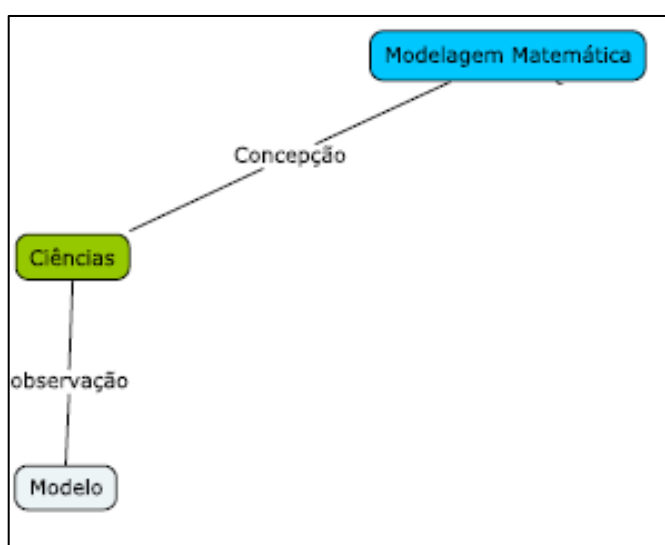 Modelagem Matemática
Concepção
Ciências
observação
Modelo